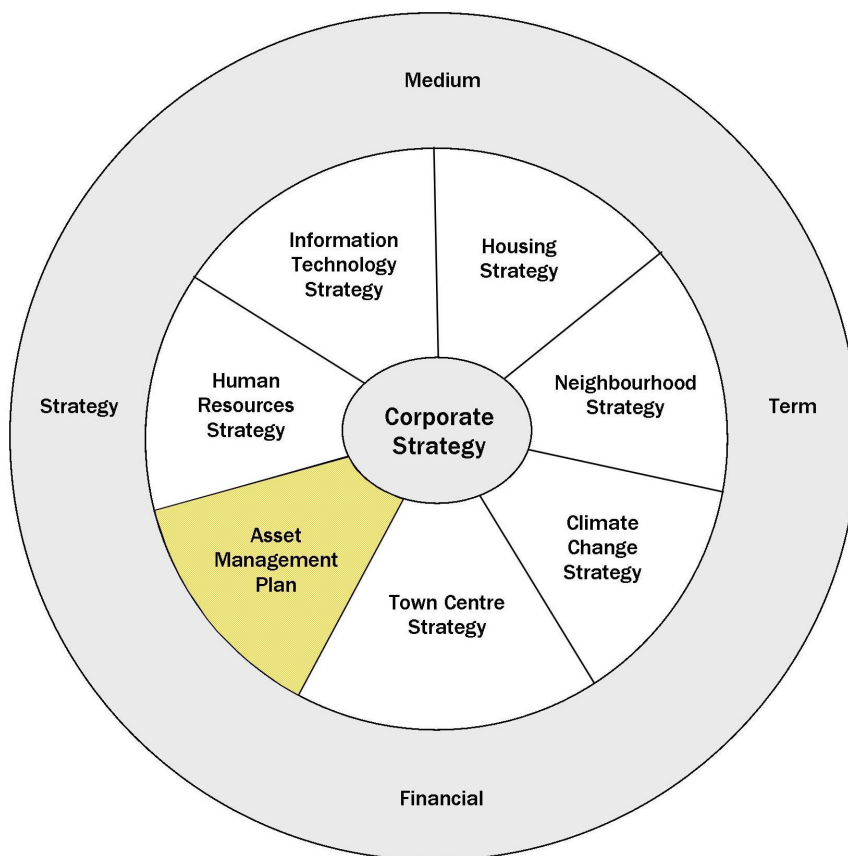 Medium
Term
Financial
Strategy
Information
Technology
Strategy
Housing
Strategy
Neighbourhood
Strategy
Climate
Change
Strategy
Town Centre
Strategy
Asset
Management
Plan
Human
Resources
Strategy
Corporate
Strategy